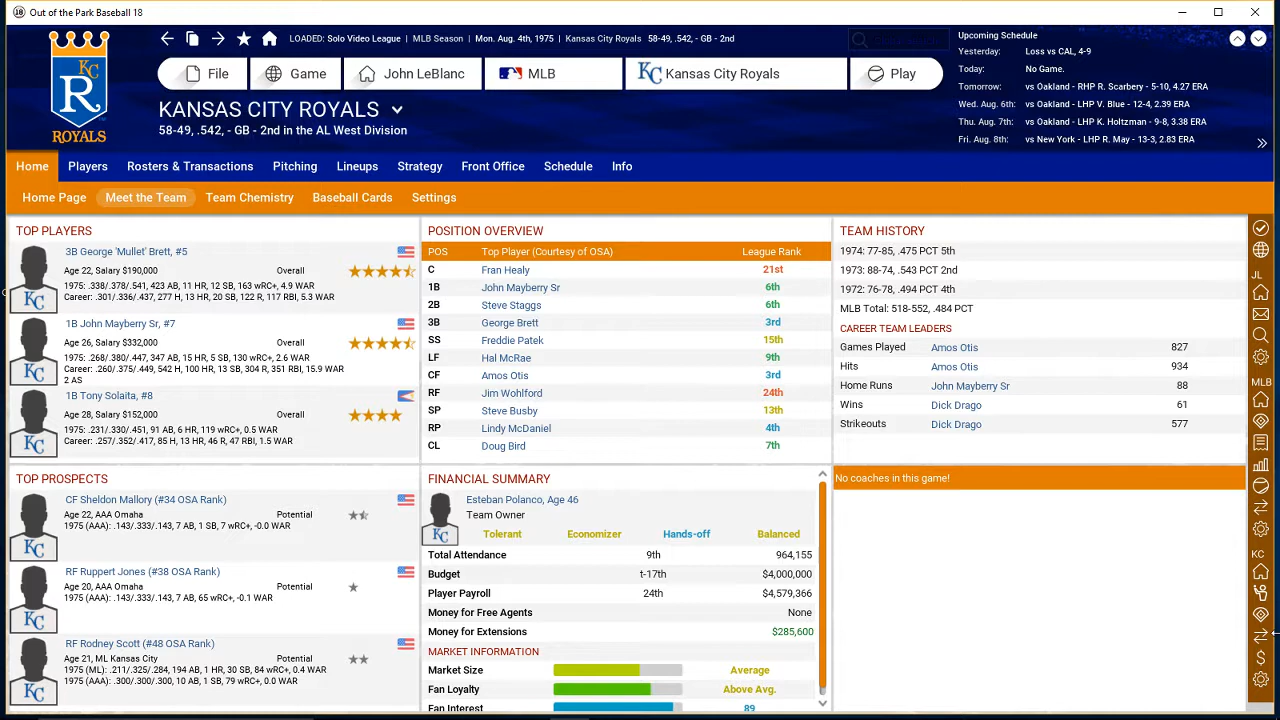 Out of the Park Baseball 18
LOADED: Solo Video League | MLB Season | Mon. Aug. 4th, 1975 | Kansas City Royals 58-49, .542, - GB - 2nd
File
Game
John LeBlanc
MLB
KC Kansas City Royals
Play
KC
R
ROYALS
KANSAS CITY ROYALS
58-49, .542, - GB - 2nd in the AL West Division
Upcoming Schedule
Yesterday: Loss vs CAL, 4-9
Today: No Game.
Tomorrow: vs Oakland - RHP R. Scarbery - 5-10, 4.27 ERA
Wed. Aug. 6th: vs Oakland - LHP V. Blue - 12-4, 2.39 ERA
Thu. Aug. 7th: vs Oakland - LHP K. Holtzman - 9-8, 3.38 ERA
Fri. Aug. 8th: vs New York - LHP R. May - 13-3, 2.83 ERA
Home Players Rosters & Transactions Pitching Lineups Strategy Front Office Schedule Info
Home Page Meet the Team Team Chemistry Baseball Cards Settings
TOP PLAYERS
3B George 'Mullet' Brett, #5
Age 22, Salary $190,000 Overall
1975: .338/.378/.541, 423 AB, 11 HR, 12 SB, 163 wRC+, 4.9 WAR
Career: .301/.336/.437, 277 H, 13 HR, 20 SB, 122 R, 117 RBI, 5.3 WAR
KC
1B John Mayberry Sr, #7
Age 26, Salary $332,000 Overall
1975: .268/.380/.447, 347 AB, 15 HR, 5 SB, 130 wRC+, 2.6 WAR
Career: .260/.375/.449, 542 H, 100 HR, 13 SB, 304 R, 351 RBI, 15.9 WAR
2 AS
KC
1B Tony Solaita, #8
Age 28, Salary $152,000 Overall
1975: .231/.330/.451, 91 AB, 6 HR, 119 wRC+, 0.5 WAR
Career: .257/.352/.417, 85 H, 13 HR, 46 R, 47 RBI, 1.5 WAR
KC
POSITION OVERVIEW
POS Top Player (Courtesy of OSA) League Rank
C Fran Healy 21st
1B John Mayberry Sr 6th
2B Steve Staggs 6th
3B George Brett 3rd
SS Freddie Patek 15th
LF Hal McRae 9th
CF Amos Otis 3rd
RF Jim Wohlford 24th
SP Steve Busby 13th
RP Lindy McDaniel 4th
CL Doug Bird 7th
TEAM HISTORY
1974: 77-85, .475 PCT 5th
1973: 88-74, .543 PCT 2nd
1972: 76-78, .494 PCT 4th
MLB Total: 518-552, .484 PCT
CAREER TEAM LEADERS
Games Played Amos Otis 827
Hits Amos Otis 934
Home Runs John Mayberry Sr 88
Wins Dick Drago 61
Strikeouts Dick Drago 577
TOP PROSPECTS
CF Sheldon Mallory (#34 OSA Rank)
Age 22, AAA Omaha Potential
1975 (AAA): .143/.333/.143, 7 AB, 1 SB, 7 wRC+, -0.0 WAR
KC
RF Ruppert Jones (#38 OSA Rank)
Age 20, AAA Omaha Potential
1975 (AAA): .143/.333/.143, 7 AB, 65 wRC+, -0.1 WAR
KC
RF Rodney Scott (#48 OSA Rank)
Age 21, ML Kansas City Potential
1975 (ML): .211/.325/.284, 194 AB, 1 HR, 30 SB, 84 wRC+, 0.4 WAR
1975 (AAA): .300/.300/.300, 10 AB, 1 SB, 79 wRC+, 0.0 WAR
KC
FINANCIAL SUMMARY
Esteban Polanco, Age 46
Team Owner
KC
Tolerant Economizer Hands-off Balanced
Total Attendance 9th 964,155
Budget t-17th $4,000,000
Player Payroll 24th $4,579,366
Money for Free Agents None
Money for Extensions $285,600
MARKET INFORMATION
Market Size Average
Fan Loyalty Above Avg.
Fan Interest 89
No coaches in this game!
JL
MLB
KC